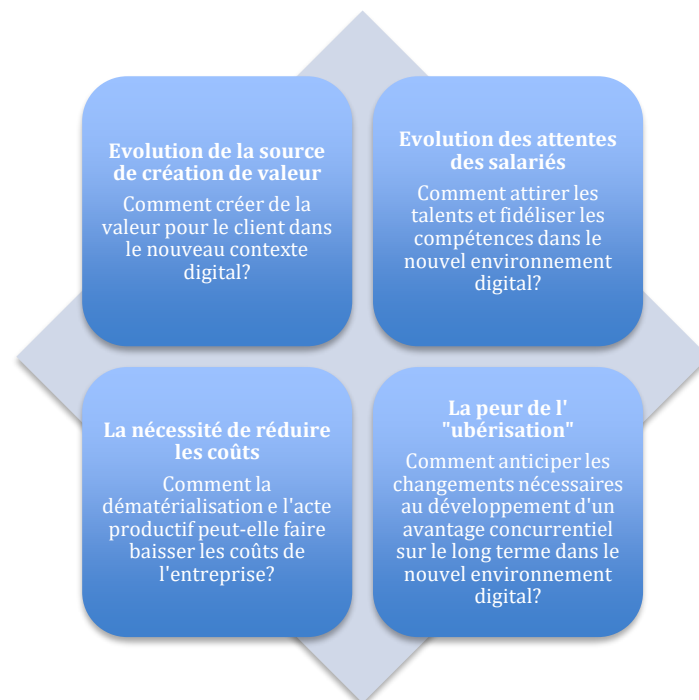 Evolution de la source
de création de valeur
Comment créer de la
valeur pour le client dans
le nouveau contexte
digital?
Evolution des attentes
des salariés
Comment attirer les
talents et fidéliser les
compétences dans le
nouvel environnement
digital?
La nécessité de réduire
les coûts
Comment la
dématérialisation e l'acte
productif peut-elle faire
baisser les coûts de
l'entreprise?
La peur de l'
"ubérisation"
Comment anticiper les
changements nécessaires
au développement d'un
avantage concurrentiel
sur le long terme dans le
nouvel environnement
digital?